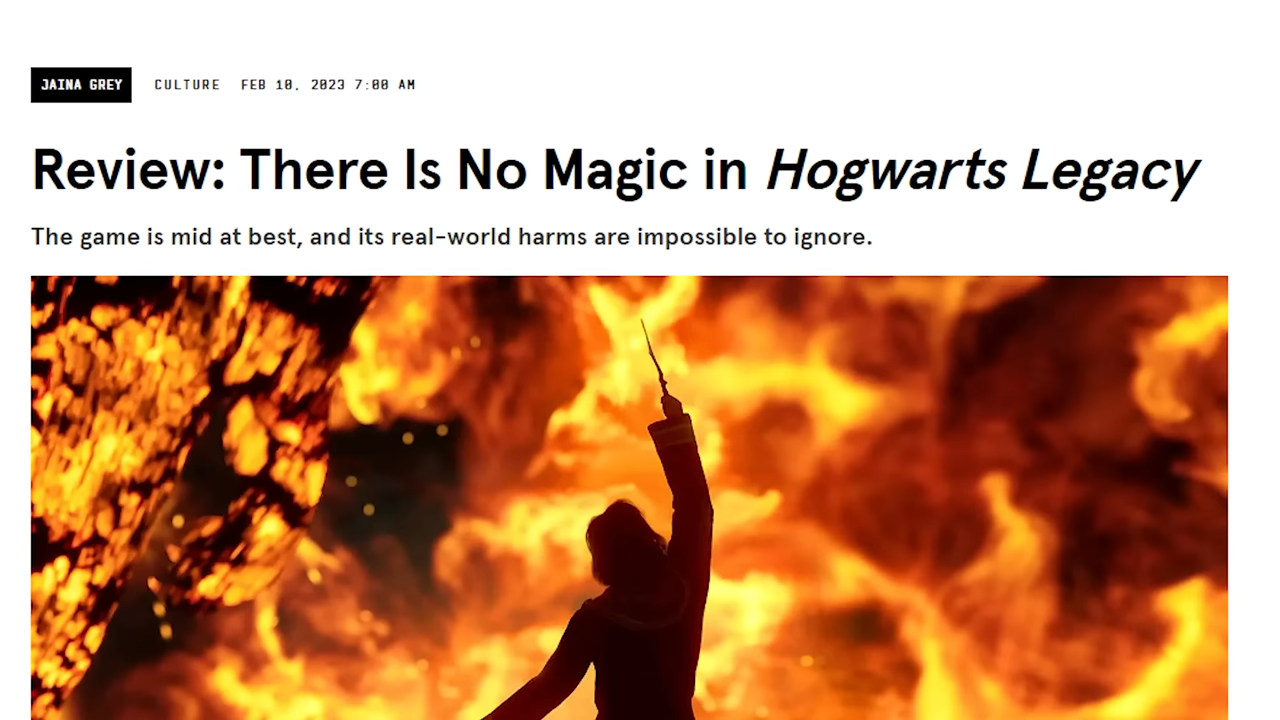 JAINA GREY CULTURE FEB 10, 2023 7:00 AM
Review: There Is No Magic in Hogwarts Legacy
The game is mid at best, and its real-world harms are impossible to ignore.